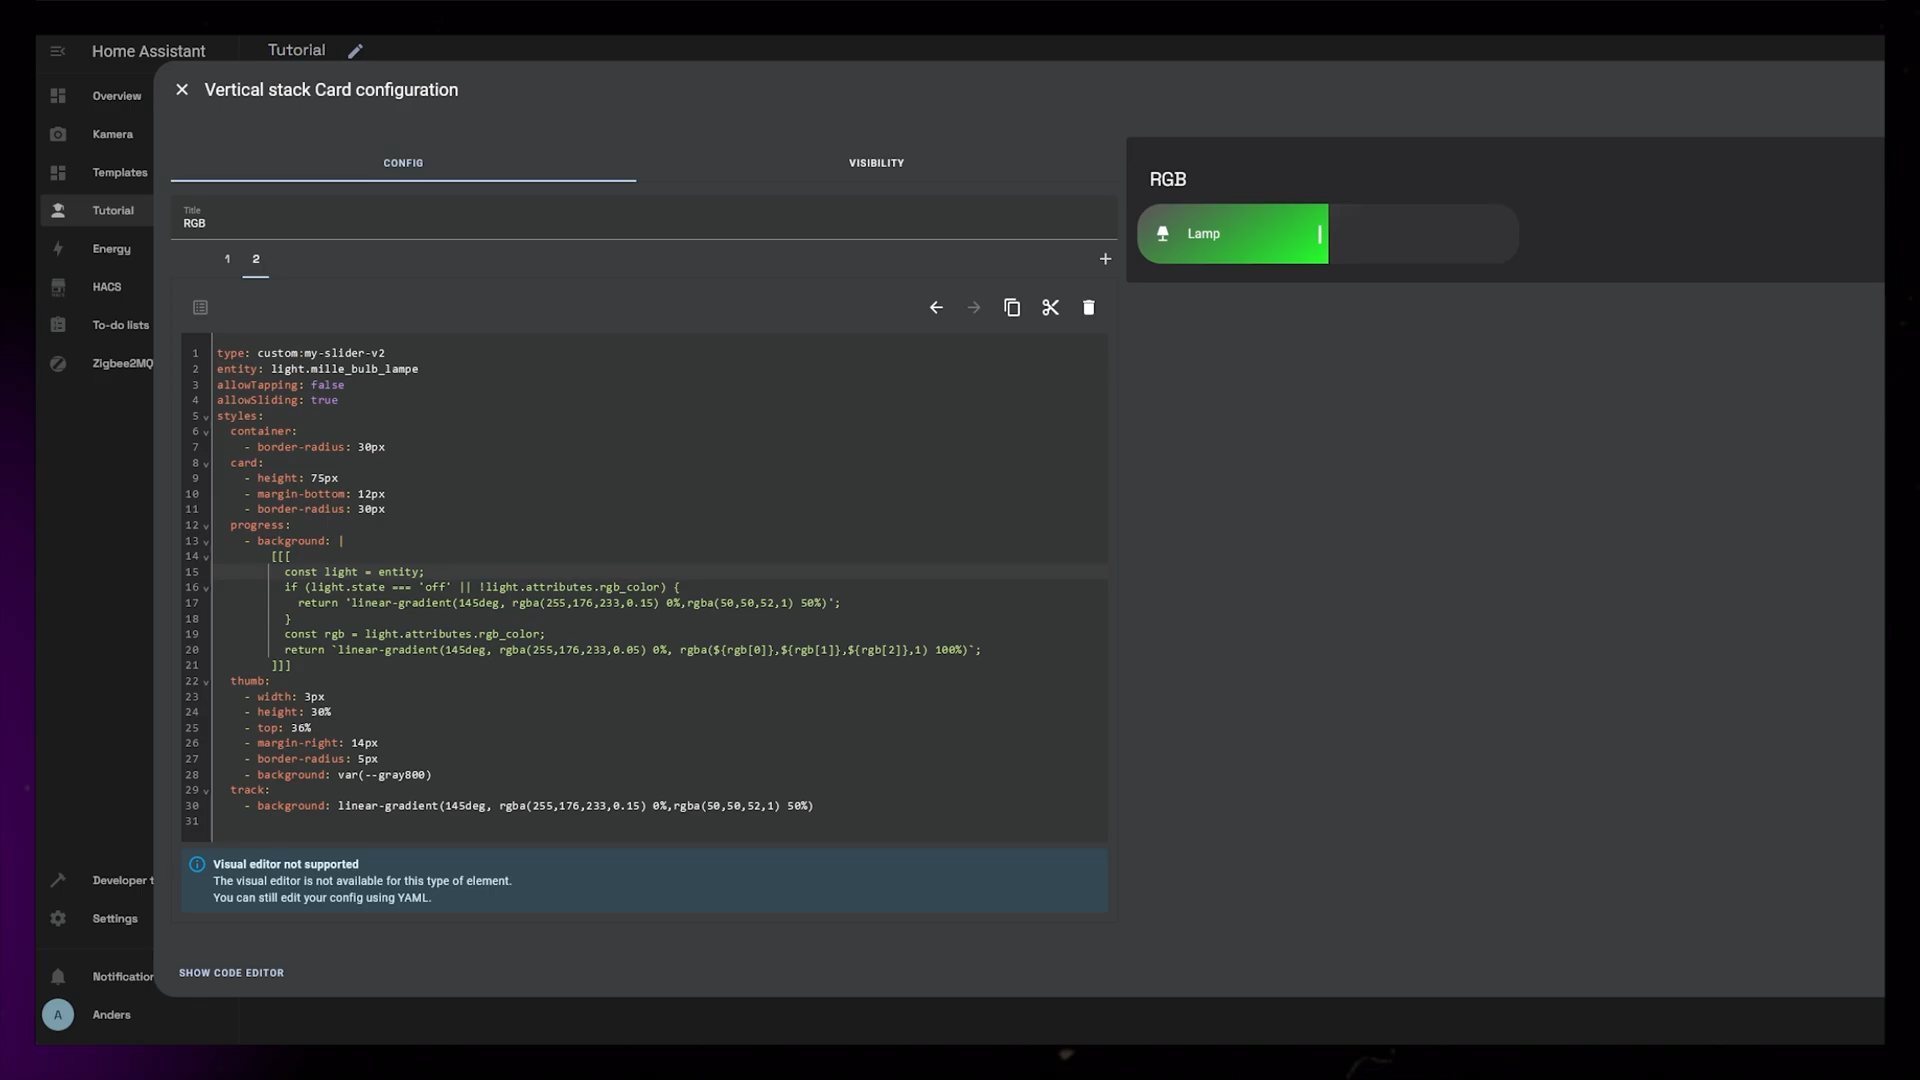 Home Assistant
Tutorial
Overview
Kamera
Templates
Tutorial
Energy
HACS
To-do lists
Zigbee2MQ
Developer t
Settings
Notification
A
Anders
Vertical stack Card configuration
CONFIG
VISIBILITY
Title
RGB
1
2
1 type: custom:my-slider-v2
2 entity: light.mille_bulb_lampe
3 allowTapping: false
4 allowSliding: true
5 styles:
6   container:
7     - border-radius: 30px
8   card:
9     - height: 75px
10     - margin-bottom: 12px
11     - border-radius: 30px
12   progress:
13     - background: |
14         [[[
15           const light = entity;
16           if (light.state === 'off' || !light.attributes.rgb_color) {
17             return 'linear-gradient(145deg, rgba(255,176,233,0.15) 0%,rgba(50,50,52,1) 50%)';
18           }
19           const rgb = light.attributes.rgb_color;
20           return `linear-gradient(145deg, rgba(255,176,233,0.05) 0%, rgba(${rgb[0]},${rgb[1]},${rgb[2]},1) 100%)`;
21         ]]]
22   thumb:
23     - width: 3px
24     - height: 30%
25     - top: 36%
26     - margin-right: 14px
27     - border-radius: 5px
28     - background: var(--gray800)
29   track:
30     - background: linear-gradient(145deg, rgba(255,176,233,0.15) 0%,rgba(50,50,52,1) 50%)
31
Visual editor not supported
The visual editor is not available for this type of element.
You can still edit your config using YAML.
SHOW CODE EDITOR
RGB
Lamp